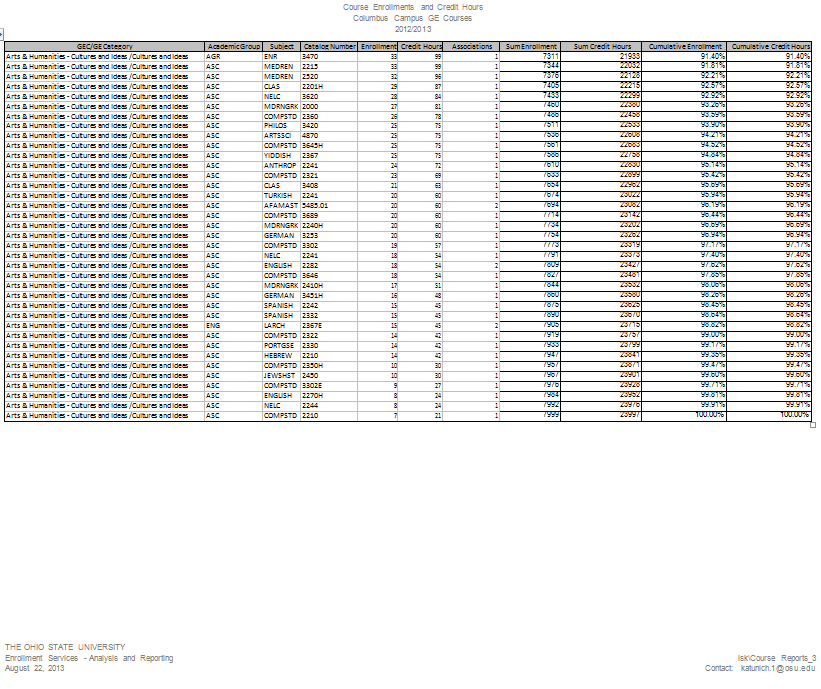 Course Enrollments and Credit Hours
Columbus Campus GE Courses
2012/2013
GEC/GE Category Academic Group Subject Catalog Number Enrollment Credit Hours Associations Sum Enrollment Sum Credit Hours Cumulative Enrollment Cumulative Credit Hours
Arts & Humanities - Cultures and Ideas /Cultures and Ideas AGR ENR 3470 33 99 1 7311 21933 91.40% 91.40%
Arts & Humanities - Cultures and Ideas /Cultures and Ideas ASC MEDREN 2215 33 99 1 7344 22032 91.81% 91.81%
Arts & Humanities - Cultures and Ideas /Cultures and Ideas ASC MEDREN 2520 32 96 1 7376 22128 92.21% 92.21%
Arts & Humanities - Cultures and Ideas /Cultures and Ideas ASC CLAS 2201H 29 87 1 7405 22215 92.57% 92.57%
Arts & Humanities - Cultures and Ideas /Cultures and Ideas ASC NELC 3620 28 84 1 7433 22299 92.92% 92.92%
Arts & Humanities - Cultures and Ideas /Cultures and Ideas ASC MDRNGRK 2000 27 81 1 7460 22380 93.26% 93.26%
Arts & Humanities - Cultures and Ideas /Cultures and Ideas ASC COMPSTD 2360 26 78 1 7486 22458 93.59% 93.59%
Arts & Humanities - Cultures and Ideas /Cultures and Ideas ASC PHILOS 3420 25 75 1 7511 22533 93.90% 93.90%
Arts & Humanities - Cultures and Ideas /Cultures and Ideas ASC ARTSSCI 4870 25 75 1 7536 22608 94.21% 94.21%
Arts & Humanities - Cultures and Ideas /Cultures and Ideas ASC COMPSTD 3645H 25 75 1 7561 22683 94.52% 94.52%
Arts & Humanities - Cultures and Ideas /Cultures and Ideas ASC YIDDISH 2367 25 75 1 7586 22758 94.84% 94.84%
Arts & Humanities - Cultures and Ideas /Cultures and Ideas ASC ANTHROP 2241 24 72 1 7610 22830 95.14% 95.14%
Arts & Humanities - Cultures and Ideas /Cultures and Ideas ASC COMPSTD 2321 23 69 1 7633 22899 95.42% 95.42%
Arts & Humanities - Cultures and Ideas /Cultures and Ideas ASC CLAS 3408 21 63 1 7654 22962 95.69% 95.69%
Arts & Humanities - Cultures and Ideas /Cultures and Ideas ASC TURKISH 2241 20 60 1 7674 23022 95.94% 95.94%
Arts & Humanities - Cultures and Ideas /Cultures and Ideas ASC AFAMAST 5485.01 20 60 2 7694 23082 96.19% 96.19%
Arts & Humanities - Cultures and Ideas /Cultures and Ideas ASC COMPSTD 3689 20 60 1 7714 23142 96.44% 96.44%
Arts & Humanities - Cultures and Ideas /Cultures and Ideas ASC MDRNGRK 2240H 20 60 1 7734 23202 96.69% 96.69%
Arts & Humanities - Cultures and Ideas /Cultures and Ideas ASC GERMAN 3253 20 60 1 7754 23262 96.94% 96.94%
Arts & Humanities - Cultures and Ideas /Cultures and Ideas ASC COMPSTD 3302 19 57 1 7773 23319 97.17% 97.17%
Arts & Humanities - Cultures and Ideas /Cultures and Ideas ASC NELC 2241 18 54 1 7791 23373 97.40% 97.40%
Arts & Humanities - Cultures and Ideas /Cultures and Ideas ASC ENGLISH 2282 18 54 2 7809 23427 97.62% 97.62%
Arts & Humanities - Cultures and Ideas /Cultures and Ideas ASC COMPSTD 3646 18 54 1 7827 23481 97.85% 97.85%
Arts & Humanities - Cultures and Ideas /Cultures and Ideas ASC MDRNGRK 2410H 17 51 1 7844 23532 98.06% 98.06%
Arts & Humanities - Cultures and Ideas /Cultures and Ideas ASC GERMAN 3451H 16 48 1 7860 23580 98.26% 98.26%
Arts & Humanities - Cultures and Ideas /Cultures and Ideas ASC SPANISH 2242 15 45 1 7875 23625 98.45% 98.45%
Arts & Humanities - Cultures and Ideas /Cultures and Ideas ASC SPANISH 2332 15 45 1 7890 23670 98.64% 98.64%
Arts & Humanities - Cultures and Ideas /Cultures and Ideas ENG LARCH 2367E 15 45 2 7905 23715 98.82% 98.82%
Arts & Humanities - Cultures and Ideas /Cultures and Ideas ASC COMPSTD 2322 14 42 1 7919 23757 99.00% 99.00%
Arts & Humanities - Cultures and Ideas /Cultures and Ideas ASC PORTGSE 2330 14 42 1 7933 23799 99.17% 99.17%
Arts & Humanities - Cultures and Ideas /Cultures and Ideas ASC HEBREW 2210 14 42 1 7947 23841 99.35% 99.35%
Arts & Humanities - Cultures and Ideas /Cultures and Ideas ASC COMPSTD 2350H 10 30 1 7957 23871 99.47% 99.47%
Arts & Humanities - Cultures and Ideas /Cultures and Ideas ASC JEWSHST 2450 10 30 1 7967 23901 99.60% 99.60%
Arts & Humanities - Cultures and Ideas /Cultures and Ideas ASC COMPSTD 3302E 9 27 1 7976 23928 99.71% 99.71%
Arts & Humanities - Cultures and Ideas /Cultures and Ideas ASC ENGLISH 2270H 8 24 1 7984 23952 99.81% 99.81%
Arts & Humanities - Cultures and Ideas /Cultures and Ideas ASC NELC 2244 8 24 1 7992 23976 99.91% 99.91%
Arts & Humanities - Cultures and Ideas /Cultures and Ideas ASC COMPSTD 2210 7 21 1 7999 23997 100.00% 100.00%
THE OHIO STATE UNIVERSITY
Enrollment Services - Analysis and Reporting
August 22, 2013
lsk\Course Reports_3
Contact: katunich.1@osu.edu